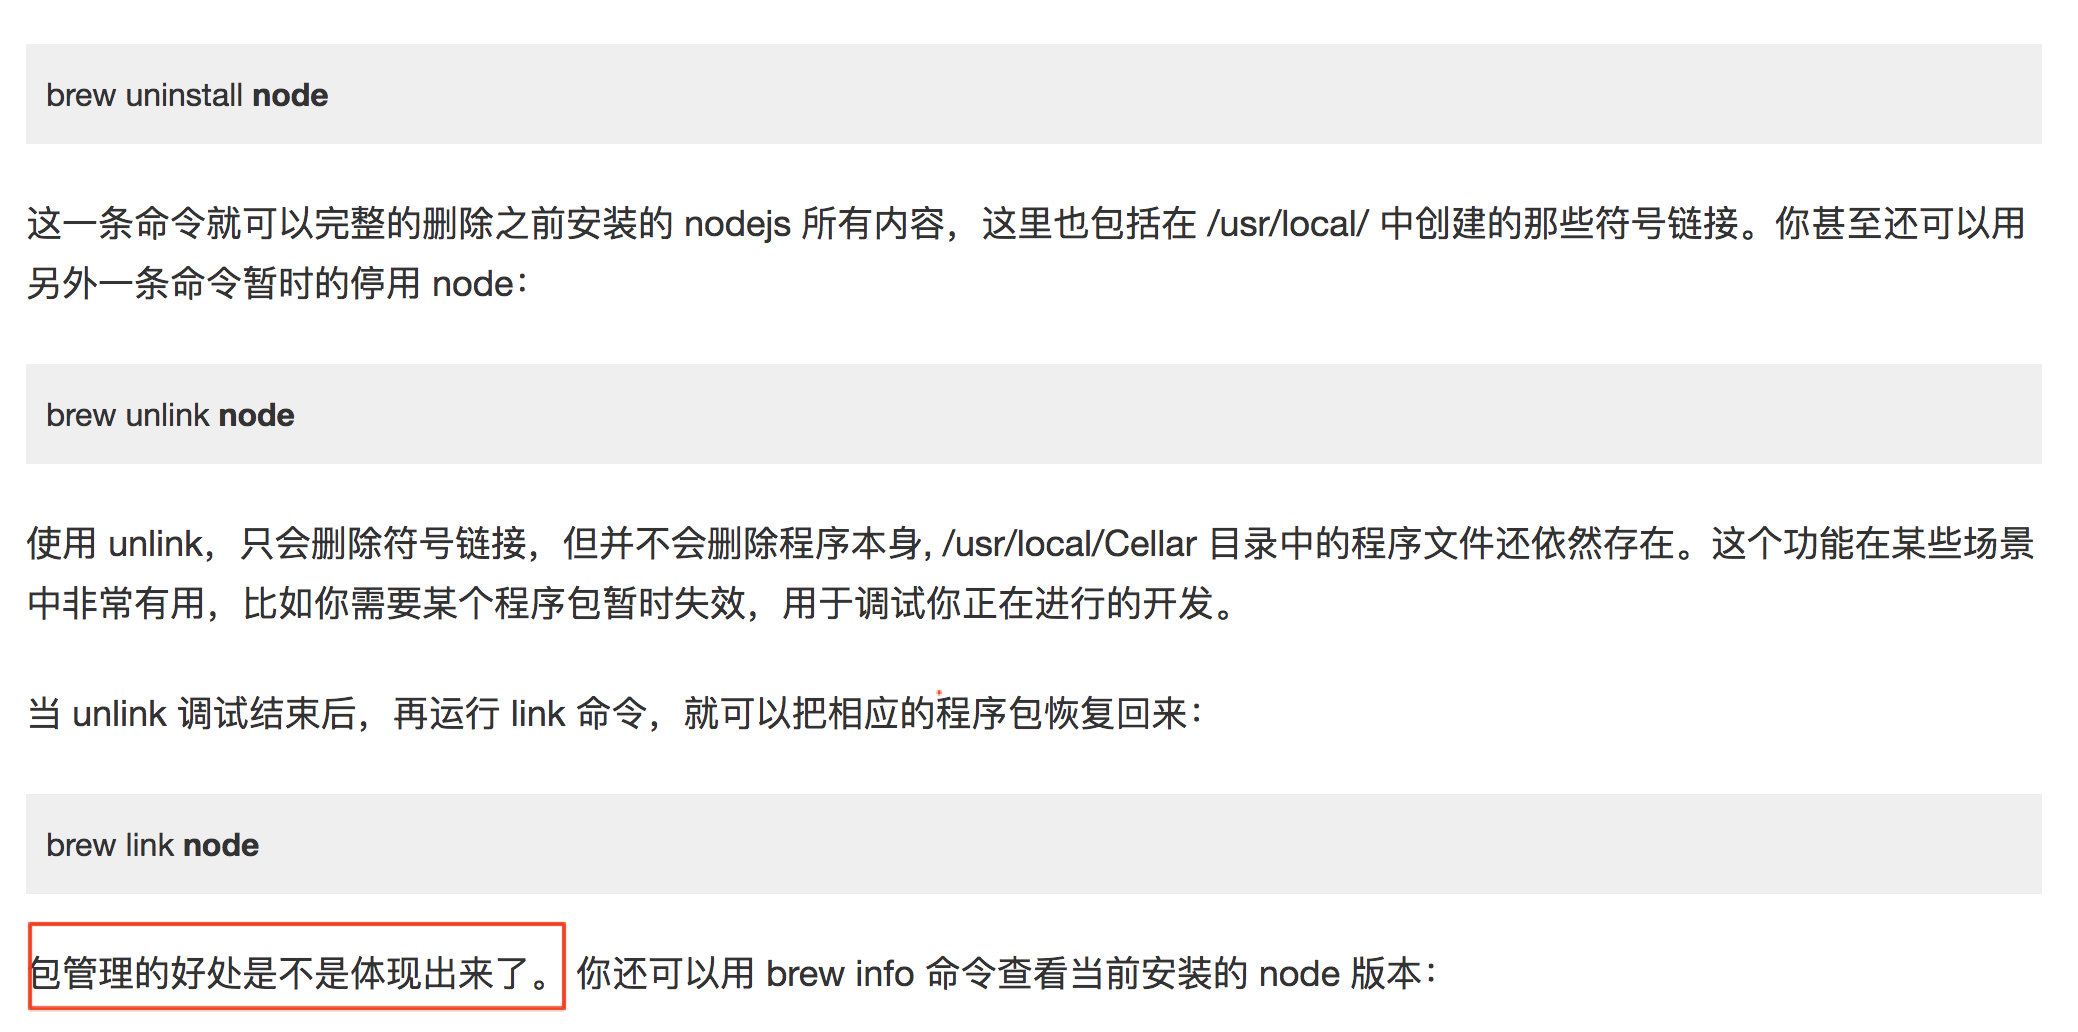 brew uninstall node
这一条命令就可以完整的删除之前安装的 nodejs 所有内容，这里也包括在 /usr/local/ 中创建的那些符号链接。你甚至还可以用
另外一条命令暂时的停用 node：
brew unlink node
使用 unlink，只会删除符号链接，但并不会删除程序本身, /usr/local/Cellar 目录中的程序文件还依然存在。这个功能在某些场景
中非常有用，比如你需要某个程序包暂时失效，用于调试你正在进行的开发。
当 unlink 调试结束后，再运行 link 命令，就可以把相应的程序包恢复回来：
brew link node
包管理的好处是不是体现出来了。 你还可以用 brew info 命令查看当前安装的 node 版本：